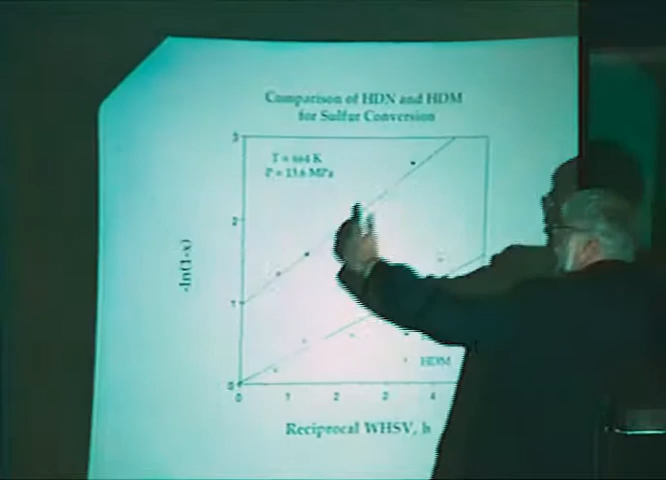 Comparison of HDN and HDM
for Sulfur Conversion
3
T = 664 K
P = 13.6 MPa
2
-ln(1-x)
1
HDM
0
0 1 2 3 4
Reciprocal WHSV, h